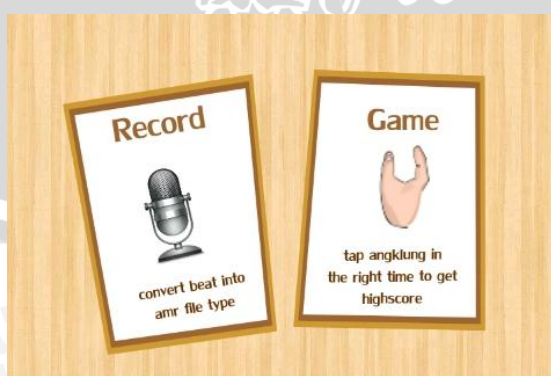 Record
convert beat into
amr file type
Game
tap angklung in
the right time to get
highscore